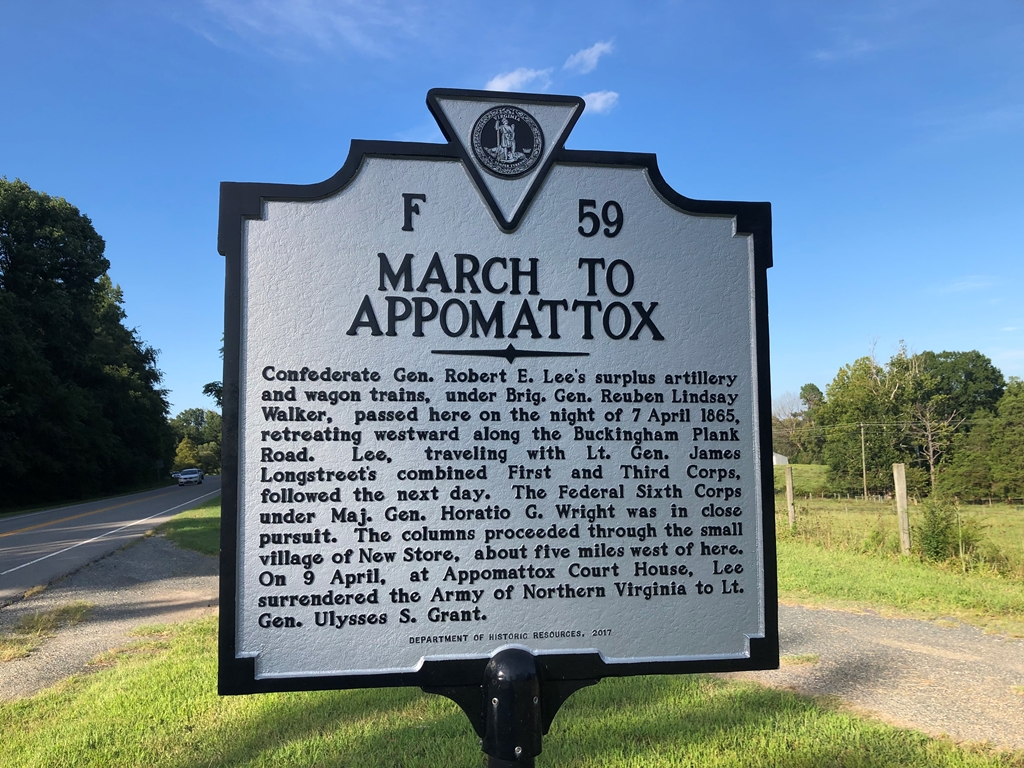 VIRGINIA
F 59
MARCH TO
APPOMATTOX
Confederate Gen. Robert E. Lee's surplus artillery
and wagon trains, under Brig. Gen. Reuben Lindsay
Walker, passed here on the night of 7 April 1865,
retreating westward along the Buckingham Plank
Road. Lee, traveling with Lt. Gen. James
Longstreet's combined First and Third Corps,
followed the next day. The Federal Sixth Corps
under Maj. Gen. Horatio G. Wright was in close
pursuit. The columns proceeded through the small
village of New Store, about five miles west of here.
On 9 April, at Appomattox Court House, Lee
surrendered the Army of Northern Virginia to Lt.
Gen. Ulysses S. Grant.
DEPARTMENT OF HISTORIC RESOURCES, 2017